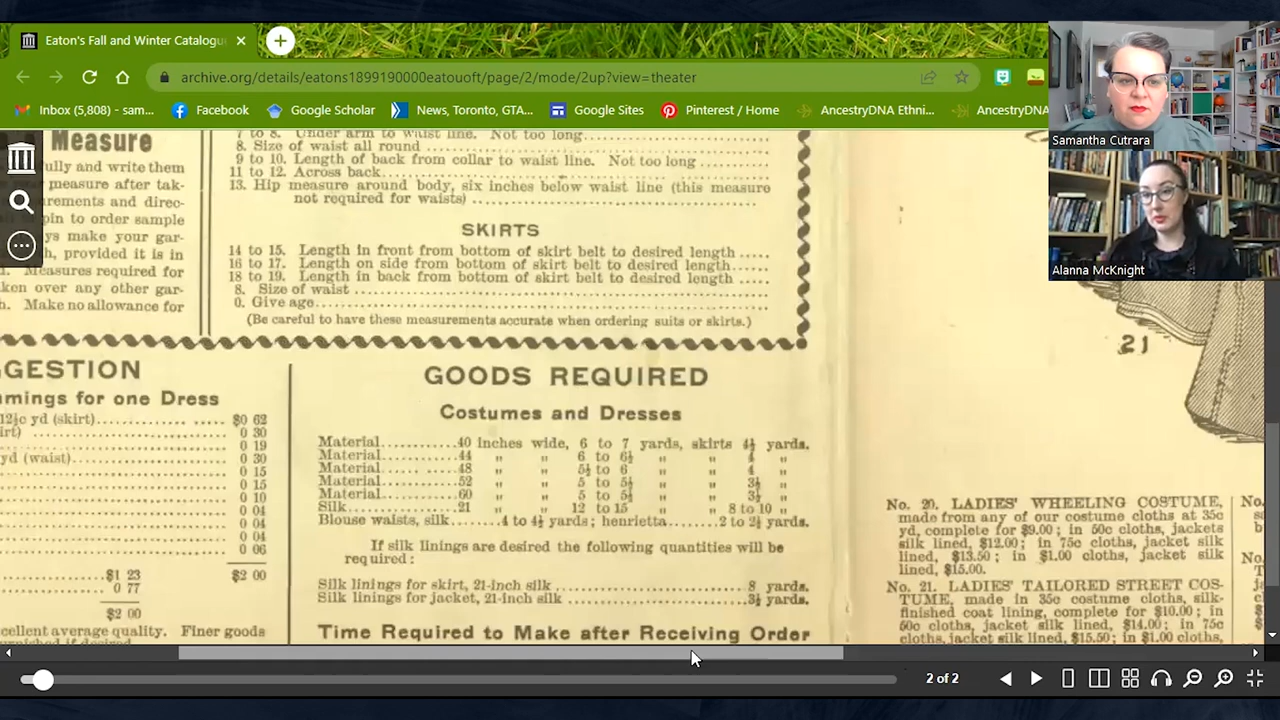 Eaton's Fall and Winter Catalogu
archive.org/details/eatons1899190000eatouoft/page/2/mode/2up?view=theater
Inbox (5,808) - sam...
Facebook
Google Scholar
News, Toronto, GTA...
Google Sites
Pinterest / Home
AncestryDNA Ethni...
AncestryDNA
Samantha Cutrara
Alanna McKnight
Measure
ully and write them
measure after tak-
rements and direc-
pin to order sample
ys make your gar-
h, provided it is in
Measures required for
ken over any other gar-
h. Make no allowance for
7 to 8. Under arm to waist line. Not too long
8. Size of waist all round
9 to 10. Length of back from collar to waist line. Not too long
11 to 12. Across back
13. Hip measure around body, six inches below waist line (this measure
not required for waists)
SKIRTS
14 to 15. Length in front from bottom of skirt belt to desired length
16 to 17. Length on side from bottom of skirt belt to desired length
18 to 19. Length in back from bottom of skirt belt to desired length
8. Size of waist
0. Give age
(Be careful to have these measurements accurate when ordering suits or skirts.)
GGESTION
mings for one Dress
12½c yd (skirt) $0 62
irt) 0 30
0 19
yd (waist) 0 30
0 15
0 15
0 10
0 04
0 04
0 04
0 06
$1 23 $2 00
0 77
$2 00
cellent average quality. Finer goods
rnished if desired
GOODS REQUIRED
Costumes and Dresses
Material 40 inches wide, 6 to 7 yards, skirts 4½ yards.
Material 44 " " 6 to 6½ " " 4 "
Material 48 " " 5½ to 6 " " 4 "
Material 52 " " 5 to 5½ " " 3½ "
Material 60 " " 5 to 5½ " " 3½ "
Silk 21 " " 12 to 15 " " 8 to 10 "
Blouse waists, silk 4 to 4½ yards; henrietta 2 to 2½ yards.
If silk linings are desired the following quantities will be
required:
Silk linings for skirt, 21-inch silk 8 yards.
Silk linings for jacket, 21-inch silk 3½ yards.
Time Required to Make after Receiving Order
21
No. 20. LADIES' WHEELING COSTUME,
made from any of our costume cloths at 35c
yd, complete for $9.00; in 50c cloths, jackets
silk lined, $12.00; in 75c cloths, jacket silk
lined, $13.50; in $1.00 cloths, jacket silk
lined, $15.00.
No. 21. LADIES' TAILORED STREET COS-
TUME, made in 35c costume cloths, silk-
finished coat lining, complete for $10.00; in
50c cloths, jacket silk lined, $14.00; in 75c
cloths, jacket silk lined, $15.50; in $1.00 cloths,
2 of 2